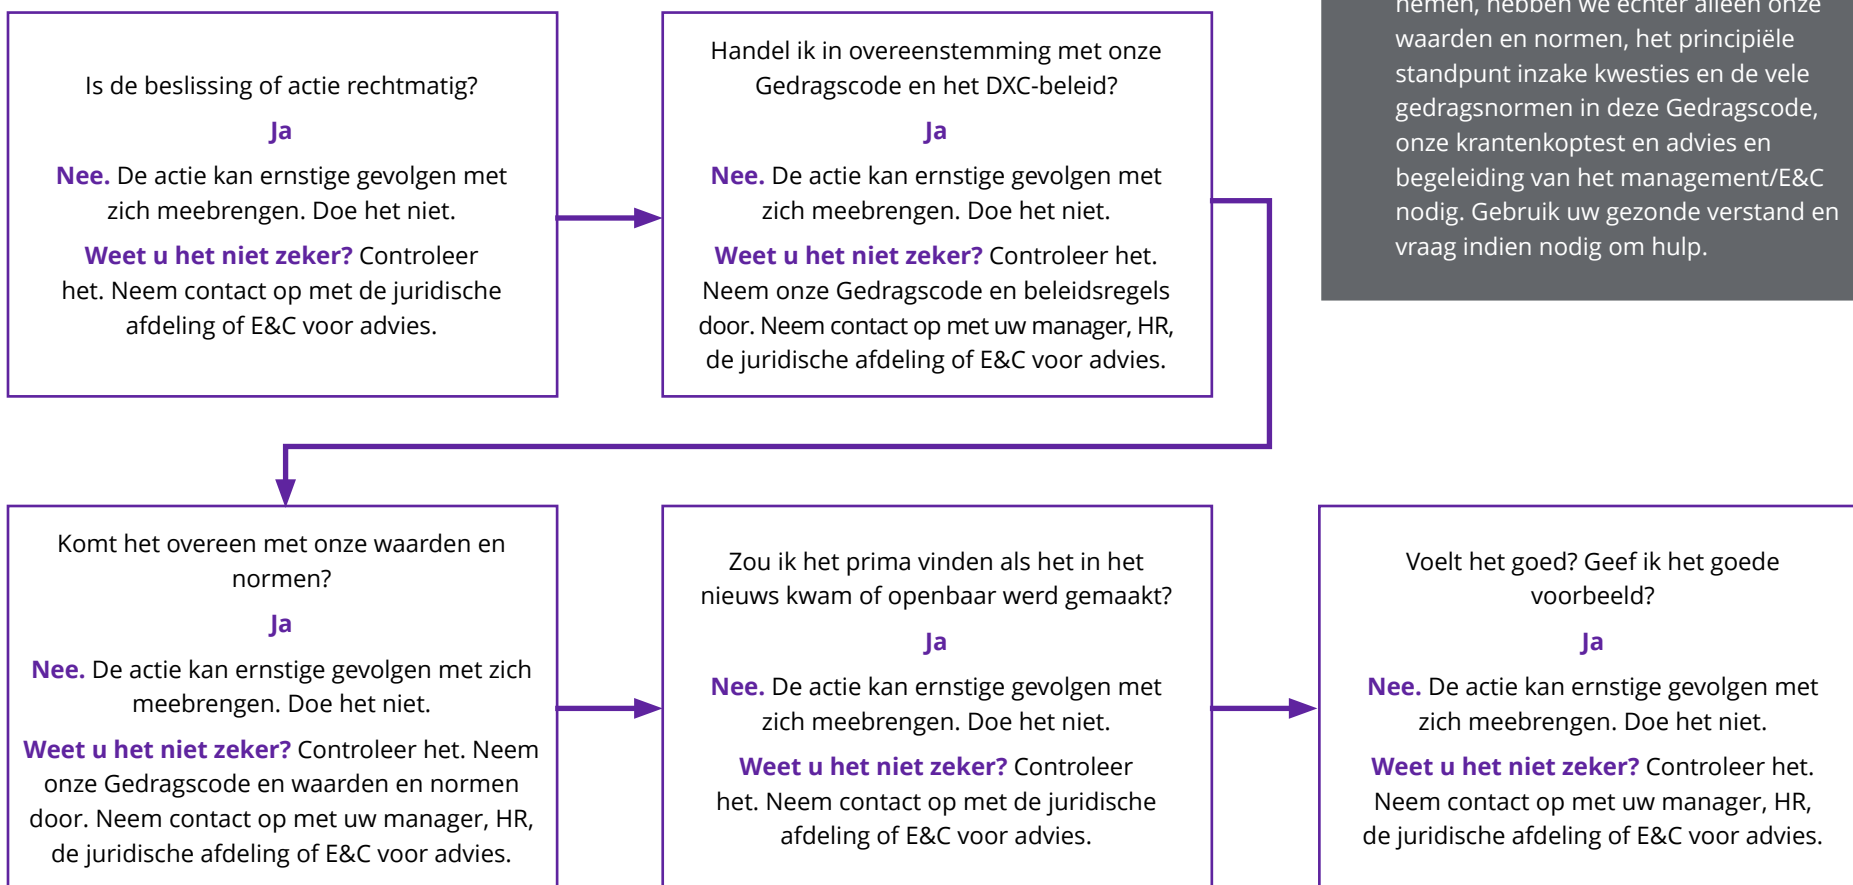 Is de beslissing of actie rechtmatig?
Ja
Nee. De actie kan ernstige gevolgen met
zich meebrengen. Doe het niet.
Weet u het niet zeker? Controleer
het. Neem contact op met de juridische
afdeling of E&C voor advies.
Handel ik in overeenstemming met onze
Gedragscode en het DXC-beleid?
Ja
Nee. De actie kan ernstige gevolgen met
zich meebrengen. Doe het niet.
Weet u het niet zeker? Controleer het.
Neem onze Gedragscode en beleidsregels
door. Neem contact op met uw manager, HR,
de juridische afdeling of E&C voor advies.
nemen, hebben we echter alleen onze
waarden en normen, het principiële
standpunt inzake kwesties en de vele
gedragsnormen in deze Gedragscode,
onze krantenkoptest en advies en
begeleiding van het management/E&C
nodig. Gebruik uw gezonde verstand en
vraag indien nodig om hulp.
Komt het overeen met onze waarden en
normen?
Ja
Nee. De actie kan ernstige gevolgen met zich
meebrengen. Doe het niet.
Weet u het niet zeker? Controleer het. Neem
onze Gedragscode en waarden en normen
door. Neem contact op met uw manager, HR,
de juridische afdeling of E&C voor advies.
Zou ik het prima vinden als het in het
nieuws kwam of openbaar werd gemaakt?
Ja
Nee. De actie kan ernstige gevolgen met
zich meebrengen. Doe het niet.
Weet u het niet zeker? Controleer
het. Neem contact op met de juridische
afdeling of E&C voor advies.
Voelt het goed? Geef ik het goede
voorbeeld?
Ja
Nee. De actie kan ernstige gevolgen met
zich meebrengen. Doe het niet.
Weet u het niet zeker? Controleer het.
Neem contact op met uw manager, HR,
de juridische afdeling of E&C voor advies.